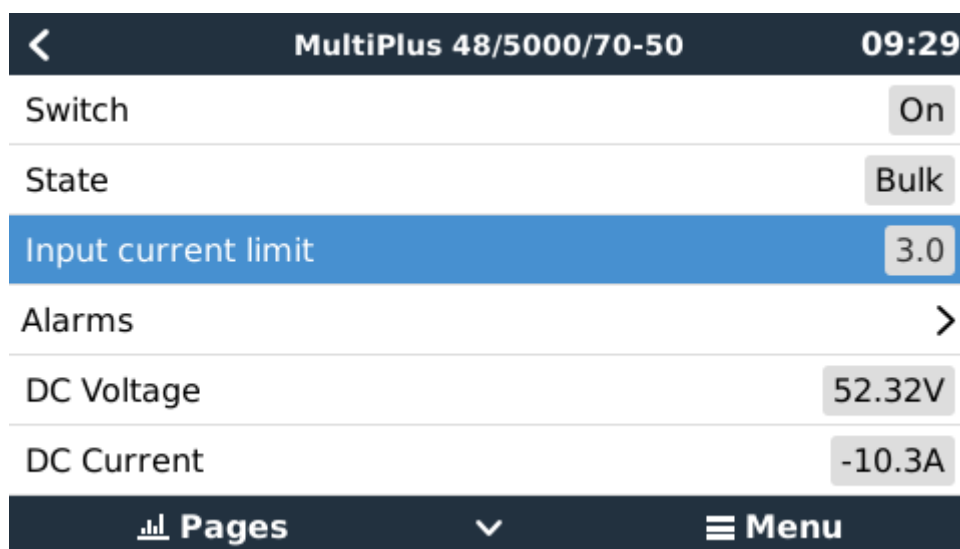 MultiPlus 48/5000/70-50 09:29
Switch On
State Bulk
Input current limit 3.0
Alarms
DC Voltage 52.32V
DC Current -10.3A
Pages Menu